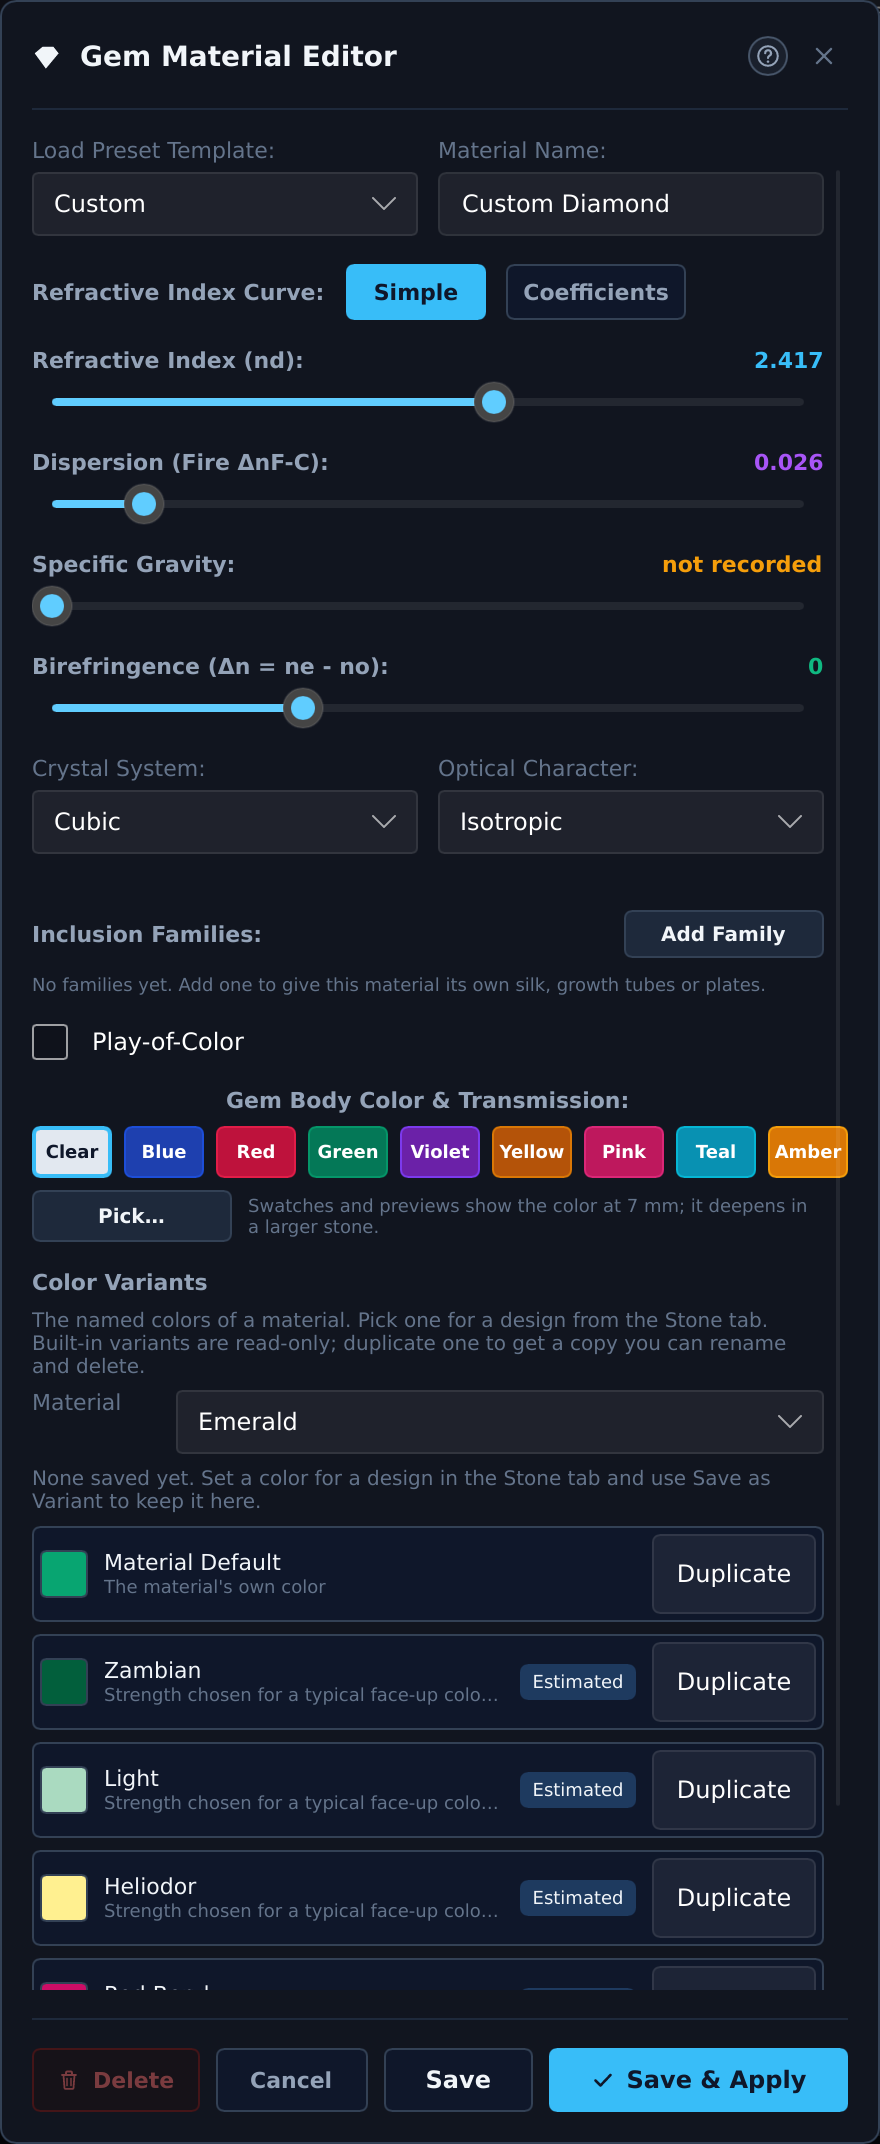 Gem Material Editor
Load Preset Template:
Material Name:
Custom
Custom Diamond
Refractive Index Curve:
Simple
Coefficients
Refractive Index (nd):
2.417
Dispersion (Fire ΔnF-C):
0.026
Specific Gravity:
not recorded
Birefringence (Δn = ne - no):
0
Crystal System:
Optical Character:
Cubic
Isotropic
Inclusion Families:
Add Family
No families yet. Add one to give this material its own silk, growth tubes or plates.
Play-of-Color
Gem Body Color & Transmission:
Clear
Blue
Red
Green
Violet
Yellow
Pink
Teal
Amber
Pick...
Swatches and previews show the color at 7 mm; it deepens in
a larger stone.
Color Variants
The named colors of a material. Pick one for a design from the Stone tab.
Built-in variants are read-only; duplicate one to get a copy you can rename
and delete.
Material
Emerald
None saved yet. Set a color for a design in the Stone tab and use Save as
Variant to keep it here.
Material Default
The material's own color
Duplicate
Zambian
Strength chosen for a typical face-up colo...
Estimated
Duplicate
Light
Strength chosen for a typical face-up colo...
Estimated
Duplicate
Heliodor
Strength chosen for a typical face-up colo...
Estimated
Duplicate
Delete
Cancel
Save
Save & Apply